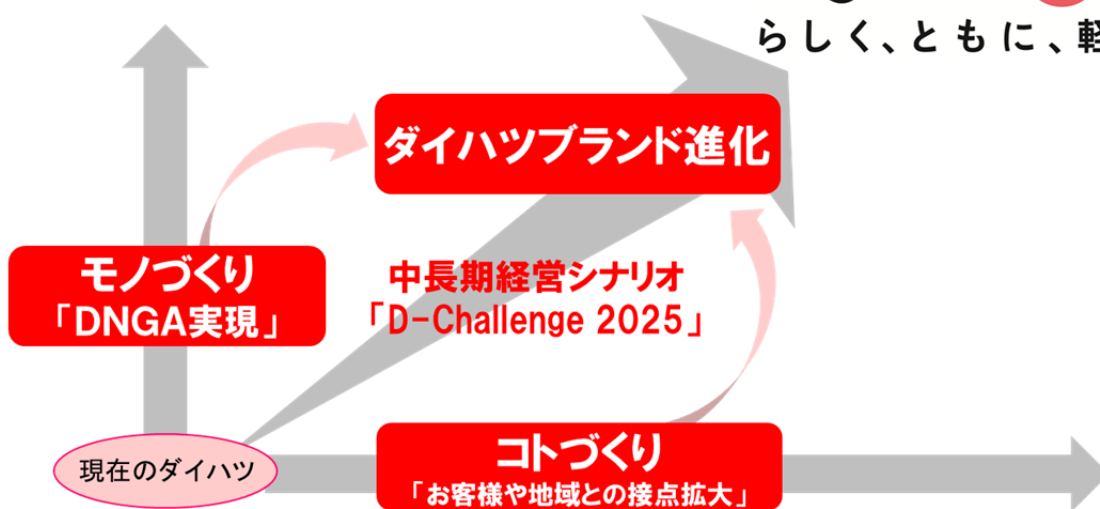 らしく、ともに、軽
ダイハツブランド進化
モノづくり
「DNGA実現」
中長期経営シナリオ
「D-Challenge 2025」
現在のダイハツ
コトづくり
「お客様や地域との接点拡大」